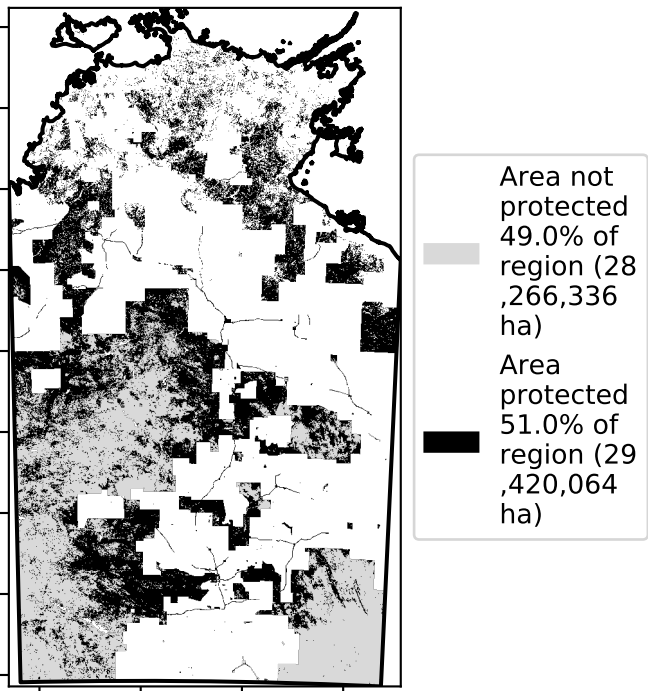 Area not
protected
49.0% of
region (28
,266,336
ha)
Area
protected
51.0% of
region (29
,420,064
ha)